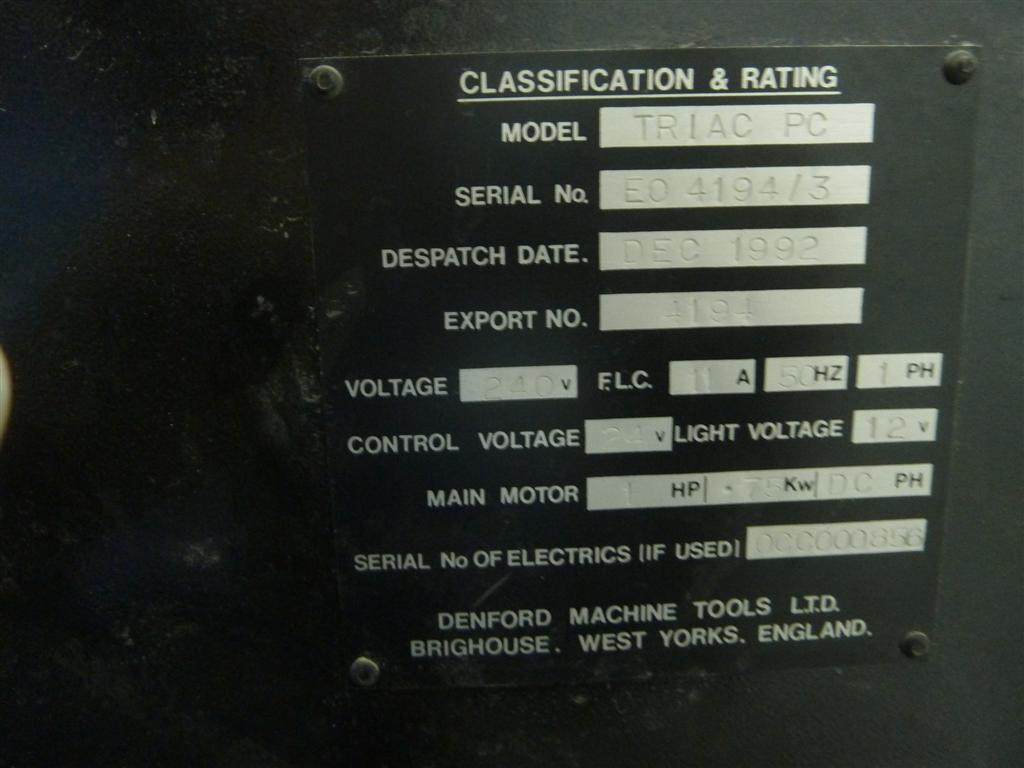 CLASSIFICATION & RATING
MODEL TRIAC PC
SERIAL No. EO 4194/3
DESPATCH DATE. DEC 1992
EXPORT NO. 4194
VOLTAGE 240 V F.L.C. 11 A 50 HZ 1 PH
CONTROL VOLTAGE 24 V LIGHT VOLTAGE 12 V
MAIN MOTOR 1 HP .75 Kw DC PH
SERIAL No OF ELECTRICS (IF USED) OCC000856
DENFORD MACHINE TOOLS L.T.D.
BRIGHOUSE. WEST YORKS. ENGLAND.